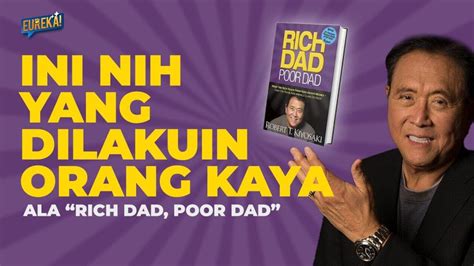 EUREKA!
INI NIH
YANG
DILAKUIN
ORANG KAYA
ALA “RICH DAD, POOR DAD”
RICH DAD
POOR DAD
ROBERT T. KIYOSAKI